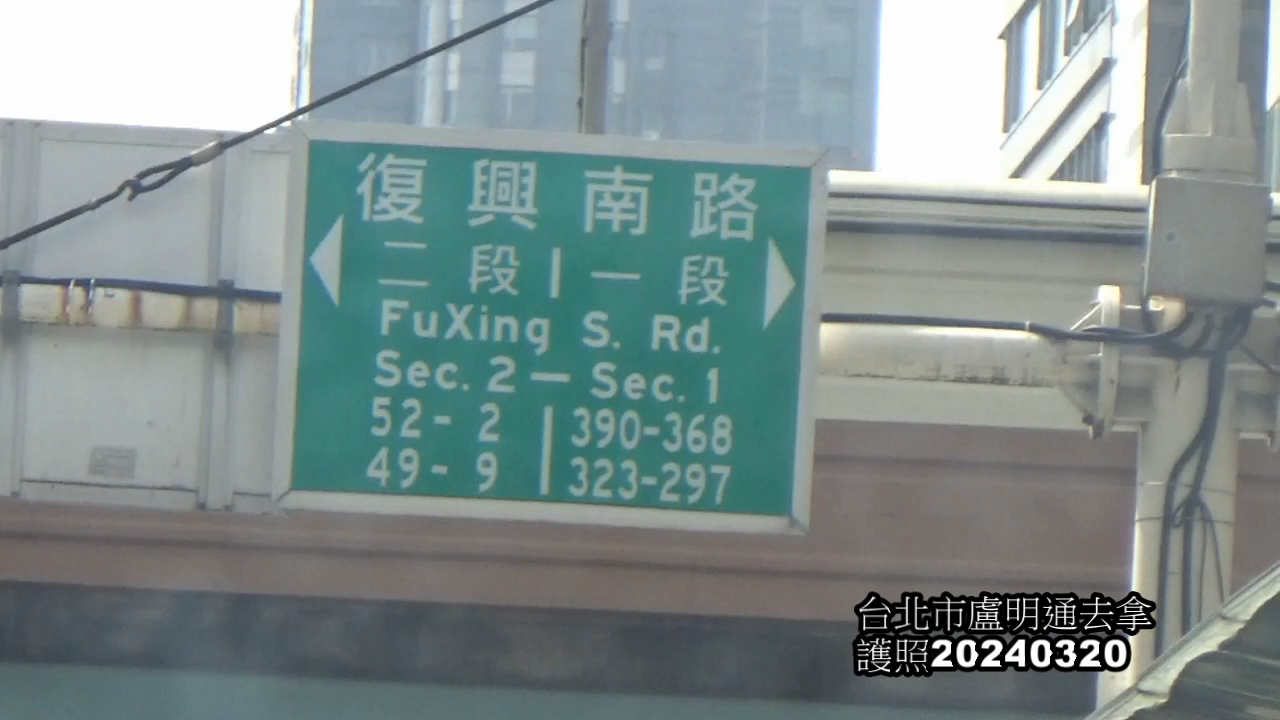 復興南路
二段 | 一段
FuXing S. Rd.
Sec. 2 — Sec. 1
52- 2 | 390-368
49- 9 | 323-297
台北市盧明通去拿
護照20240320